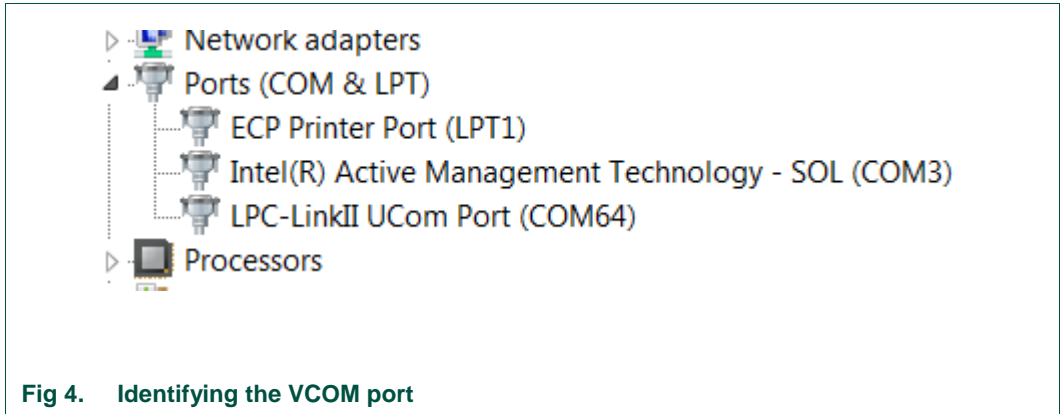 Network adapters
Ports (COM & LPT)
ECP Printer Port (LPT1)
Intel(R) Active Management Technology - SOL (COM3)
LPC-LinkII UCom Port (COM64)
Processors
Fig 4. Identifying the VCOM port